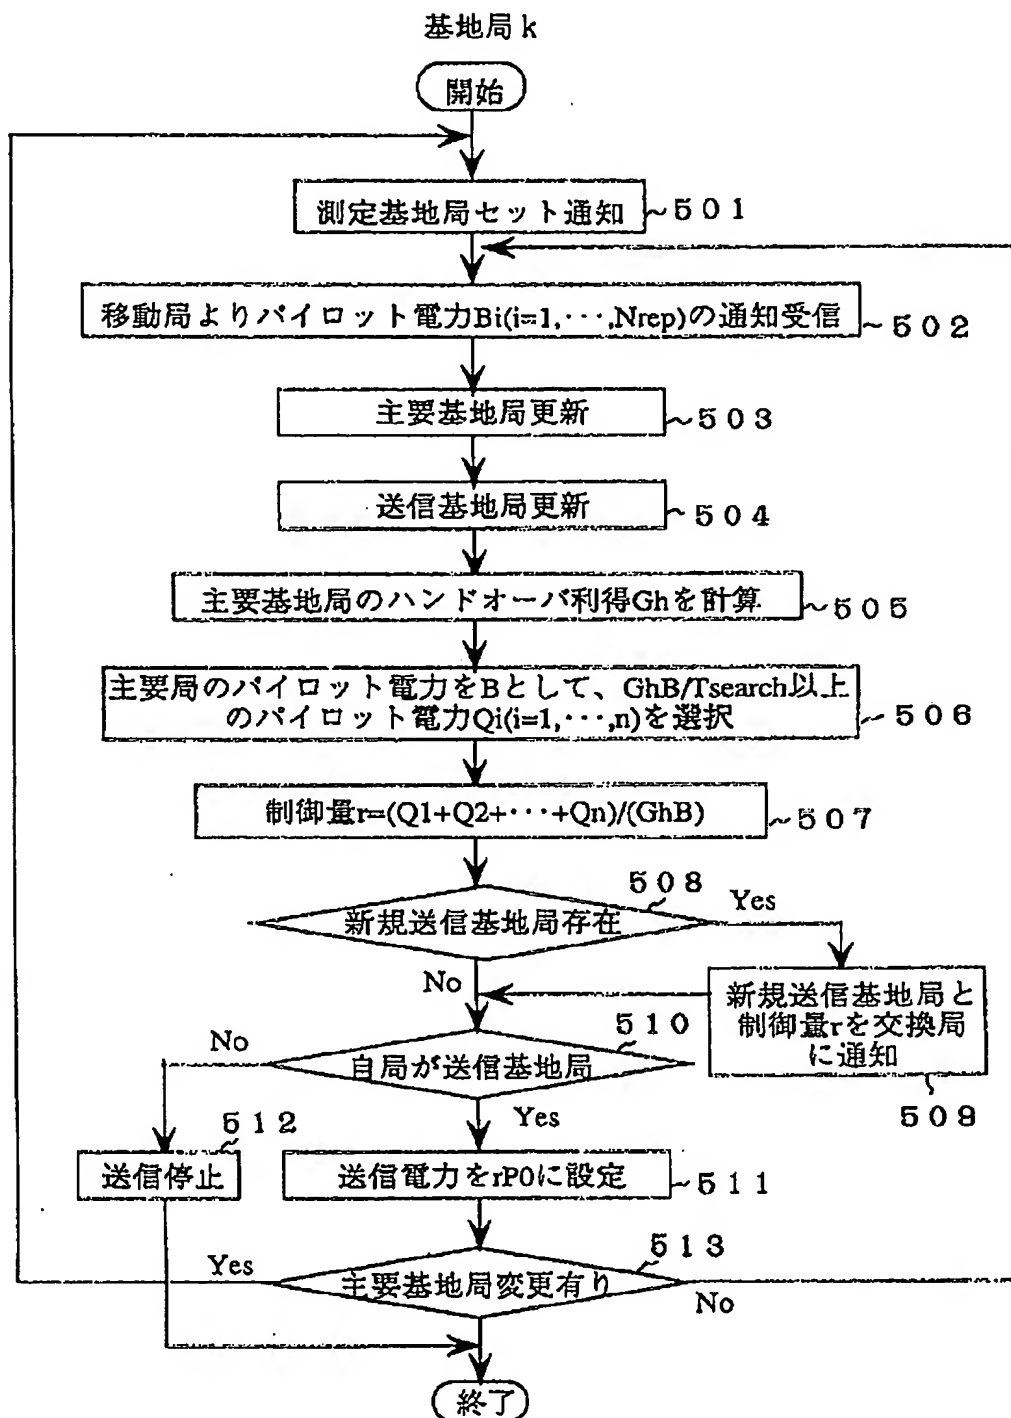 基地局k
開始
測定基地局セット通知
~501
移動局よりパイロット電力Bi(i=1,···,Nrep)の通知受信
~502
主要基地局更新
~503
送信基地局更新
~504
主要基地局のハンドオーバ利得Ghを計算
~505
主要局のパイロット電力をBとして、GhB/Tsearch以上
のパイロット電力Qi(i=1,···,n)を選択
~506
制御量r=(Q1+Q2+···+Qn)/(GhB)
~507
508
新規送信基地局存在
Yes
No
新規送信基地局と
制御量rを交換局
に通知
509
510
自局が送信基地局
No
Yes
512
送信停止
送信電力をrP0に設定
~511
513
主要基地局変更有り
Yes
No
終了